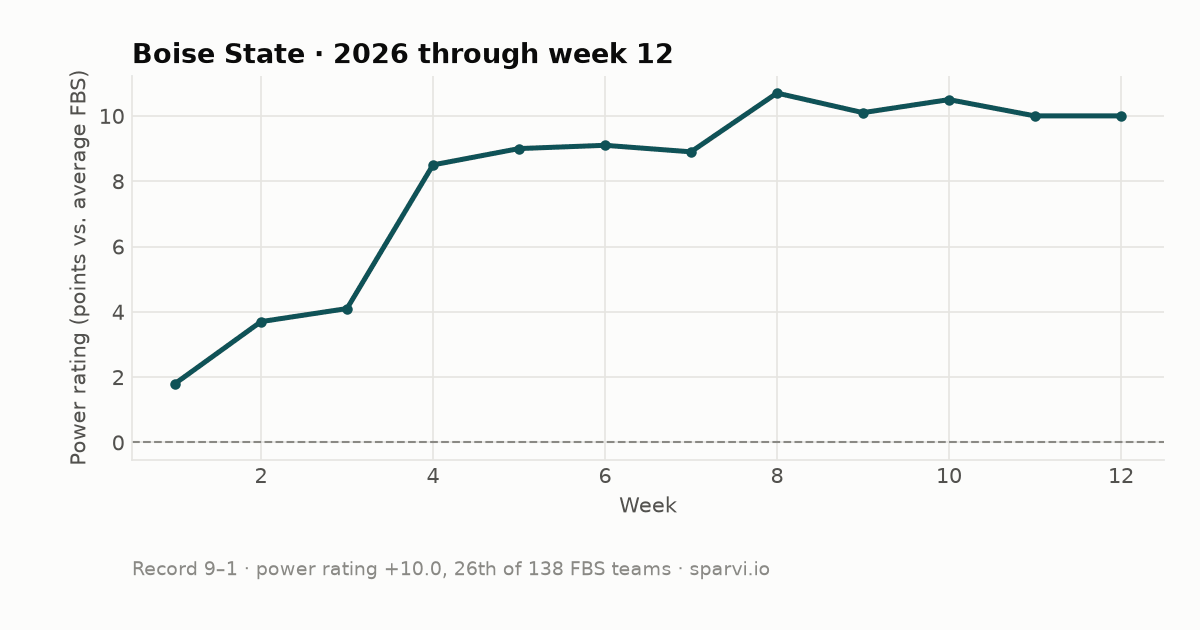 Boise State · 2026 through week 12
Power rating (points vs. average FBS)
10
8
6
4
2
0
2 4 6 8 10 12
Week
Record 9–1 · power rating +10.0, 26th of 138 FBS teams · sparvi.io